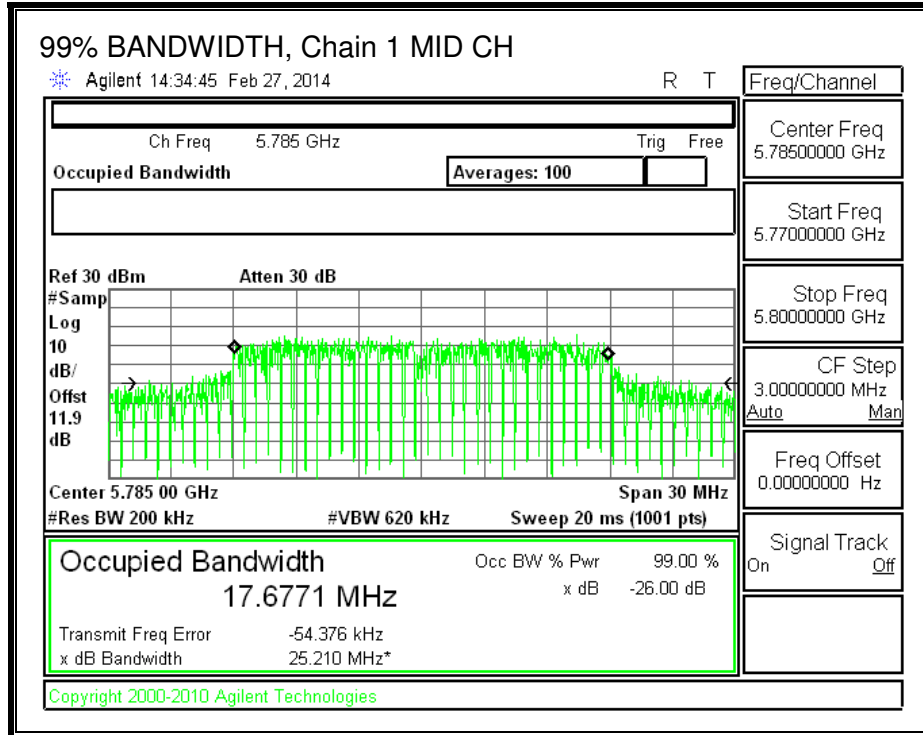 99% BANDWIDTH, Chain 1 MID CH
Agilent 14:34:45 Feb 27, 2014 R T
Freq/Channel
Ch Freq 5.785 GHz Trig Free
Occupied Bandwidth Averages: 100
Center Freq
5.78500000 GHz
Start Freq
5.77000000 GHz
Stop Freq
5.80000000 GHz
CF Step
3.00000000 MHz
Auto Man
Freq Offset
0.00000000 Hz
Signal Track
On Off
Ref 30 dBm Atten 30 dB
#Samp
Log
10
dB/
Offst
11.9
dB
Center 5.785 00 GHz Span 30 MHz
#Res BW 200 kHz #VBW 620 kHz Sweep 20 ms (1001 pts)
Occupied Bandwidth Occ BW % Pwr 99.00 %
17.6771 MHz x dB -26.00 dB
Transmit Freq Error -54.376 kHz
x dB Bandwidth 25.210 MHz*
Copyright 2000-2010 Agilent Technologies